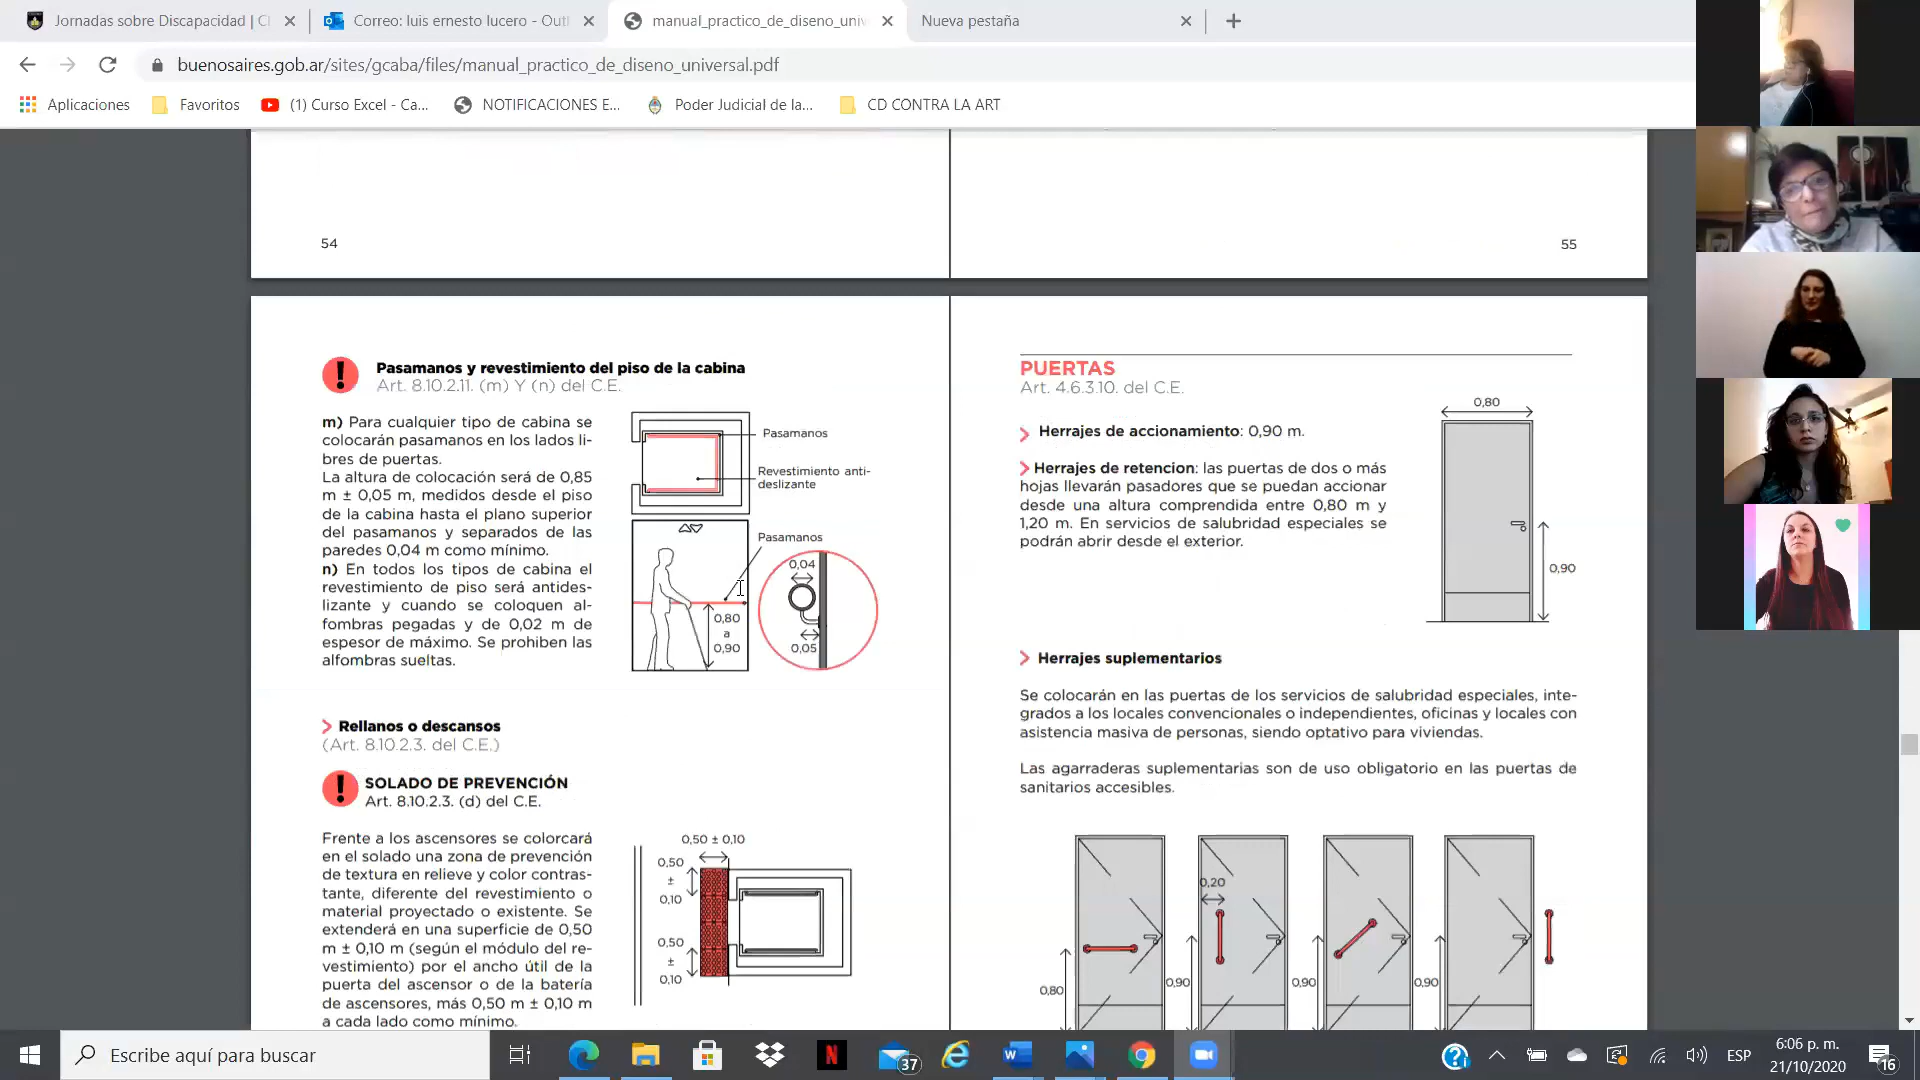 Jornadas sobre Discapacidad | Cl
Correo: luis ernesto lucero - Outl
manual_practico_de_diseno_univ
Nueva pestaña
buenosaires.gob.ar/sites/gcaba/files/manual_practico_de_diseno_universal.pdf
Aplicaciones
Favoritos
(1) Curso Excel - Ca...
NOTIFICACIONES E...
Poder Judicial de la...
CD CONTRA LA ART
54
55
Pasamanos y revestimiento del piso de la cabina
Art. 8.10.2.11. (m) Y (n) del C.E.
m) Para cualquier tipo de cabina se
colocarán pasamanos en los lados li-
bres de puertas.
La altura de colocación será de 0,85
m ± 0,05 m, medidos desde el piso
de la cabina hasta el plano superior
del pasamanos y separados de las
paredes 0,04 m como mínimo.
n) En todos los tipos de cabina el
revestimiento de piso será antides-
lizante y cuando se coloquen al-
fombras pegadas y de 0,02 m de
espesor de máximo. Se prohiben las
alfombras sueltas.
Pasamanos
Revestimiento anti-
deslizante
Pasamanos
0,04
0,80
a
0,90
0,05
Rellanos o descansos
(Art. 8.10.2.3. del C.E.)
SOLADO DE PREVENCIÓN
Art. 8.10.2.3. (d) del C.E.
Frente a los ascensores se colorcará
en el solado una zona de prevención
de textura en relieve y color contras-
tante, diferente del revestimiento o
material proyectado o existente. Se
extenderá en una superficie de 0,50
m ± 0,10 m (según el módulo del re-
vestimiento) por el ancho útil de la
puerta del ascensor o de la batería
de ascensores, más 0,50 m ± 0,10 m
a cada lado como mínimo.
0,50 ± 0,10
0,50
±
0,10
0,50
±
0,10
PUERTAS
Art. 4.6.3.10. del C.E.
Herrajes de accionamiento: 0,90 m.
Herrajes de retencion: las puertas de dos o más
hojas llevarán pasadores que se puedan accionar
desde una altura comprendida entre 0,80 m y
1,20 m. En servicios de salubridad especiales se
podrán abrir desde el exterior.
0,80
0,90
Herrajes suplementarios
Se colocarán en las puertas de los servicios de salubridad especiales, inte-
grados a los locales convencionales o independientes, oficinas y locales con
asistencia masiva de personas, siendo optativo para viviendas.
Las agarraderas suplementarias son de uso obligatorio en las puertas de
sanitarios accesibles.
0,20
0,80
0,90
0,90
0,90
Escribe aquí para buscar
37
ESP
6:06 p. m.
21/10/2020
16